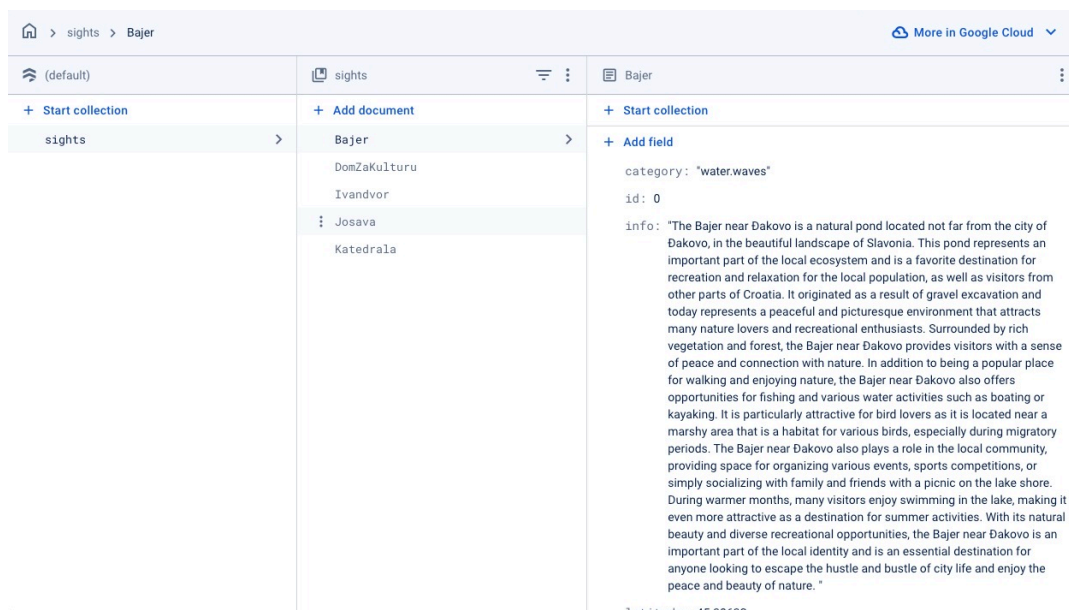 sights > Bajer
More in Google Cloud
(default)
sights
Bajer
+ Start collection
+ Add document
+ Start collection
sights
Bajer
+ Add field
DomZaKulturu
Ivandvor
Josava
Katedrala
category: "water.waves"
id: 0
info: "The Bajer near Đakovo is a natural pond located not far from the city of
Đakovo, in the beautiful landscape of Slavonia. This pond represents an
important part of the local ecosystem and is a favorite destination for
recreation and relaxation for the local population, as well as visitors from
other parts of Croatia. It originated as a result of gravel excavation and
today represents a peaceful and picturesque environment that attracts
many nature lovers and recreational enthusiasts. Surrounded by rich
vegetation and forest, the Bajer near Đakovo provides visitors with a sense
of peace and connection with nature. In addition to being a popular place
for walking and enjoying nature, the Bajer near Đakovo also offers
opportunities for fishing and various water activities such as boating or
kayaking. It is particularly attractive for bird lovers as it is located near a
marshy area that is a habitat for various birds, especially during migratory
periods. The Bajer near Đakovo also plays a role in the local community,
providing space for organizing various events, sports competitions, or
simply socializing with family and friends with a picnic on the lake shore.
During warmer months, many visitors enjoy swimming in the lake, making it
even more attractive as a destination for summer activities. With its natural
beauty and diverse recreational opportunities, the Bajer near Đakovo is an
important part of the local identity and is an essential destination for
anyone looking to escape the hustle and bustle of city life and enjoy the
peace and beauty of nature. "